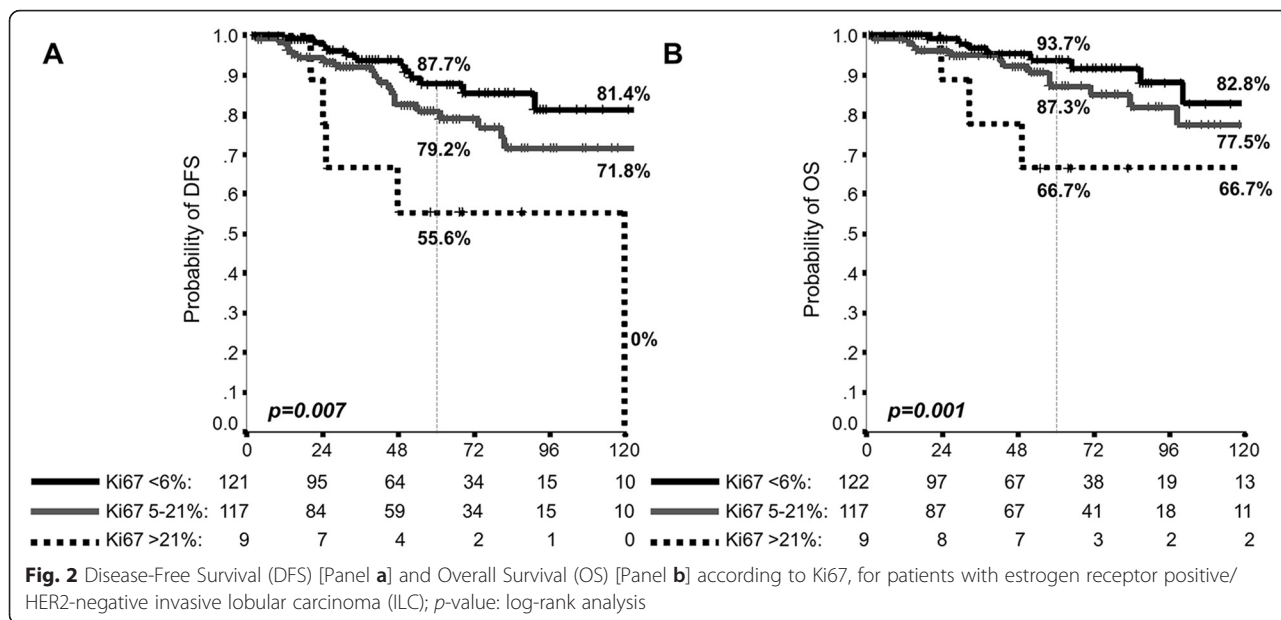 A
Probability of DFS
1.0
.9
.8
.7
.6
.5
.4
.3
.2
.1
0.0
87.7%
81.4%
79.2%
71.8%
55.6%
0%
p=0.007
0 24 48 72 96 120
Ki67 <6%: 121 95 64 34 15 10
Ki67 5-21%: 117 84 59 34 15 10
Ki67 >21%: 9 7 4 2 1 0
B
Probability of OS
1.0
.9
.8
.7
.6
.5
.4
.3
.2
.1
0.0
93.7%
82.8%
87.3%
77.5%
66.7%
66.7%
p=0.001
0 24 48 72 96 120
Ki67 <6%: 122 97 67 38 19 13
Ki67 5-21%: 117 87 67 41 18 11
Ki67 >21%: 9 8 7 3 2 2
Fig. 2 Disease-Free Survival (DFS) [Panel a] and Overall Survival (OS) [Panel b] according to Ki67, for patients with estrogen receptor positive/
HER2-negative invasive lobular carcinoma (ILC); p-value: log-rank analysis